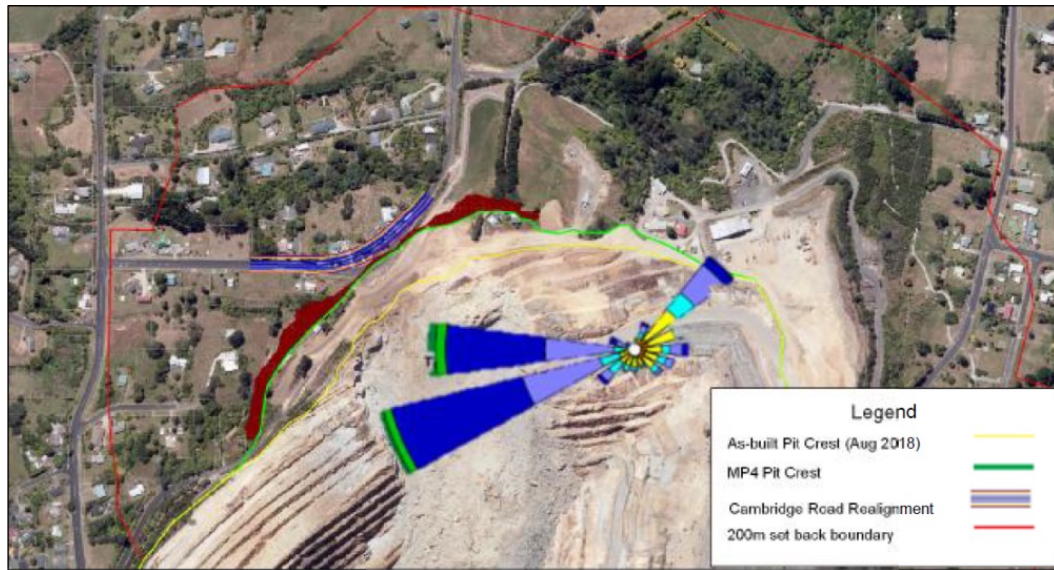 Legend
As-built Pit Crest (Aug 2018)
MP4 Pit Crest
Cambridge Road Realignment
200m set back boundary